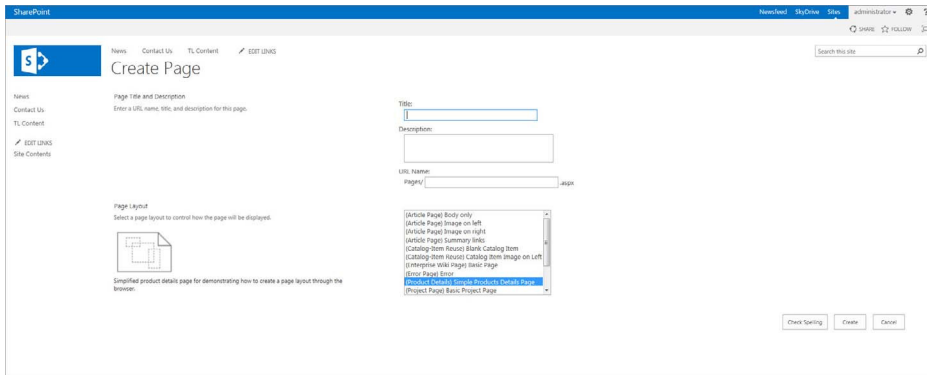 SharePoint
Newsfeed SkyDrive Sites administrator ?
SHARE FOLLOW
S
News Contact Us TL Content EDIT LINKS
Search this site
Create Page
News
Contact Us
TL Content
EDIT LINKS
Site Contents
Page Title and Description
Enter a URL name, title, and description for this page.
Title:
Description:
URL Name:
Pages/ .aspx
Page Layout
Select a page layout to control how the page will be displayed.
Simplified product details page for demonstrating how to create a page layout through the
browser.
(Article Page) Body only
(Article Page) Image on left
(Article Page) Image on right
(Article Page) Summary links
(Catalog-Item Reuse) Blank Catalog Item
(Catalog-Item Reuse) Catalog Item Image on Left
(Enterprise Wiki Page) Basic Page
(Error Page) Error
(Product Details) Simple Products Details Page
(Project Page) Basic Project Page
Check Spelling Create Cancel